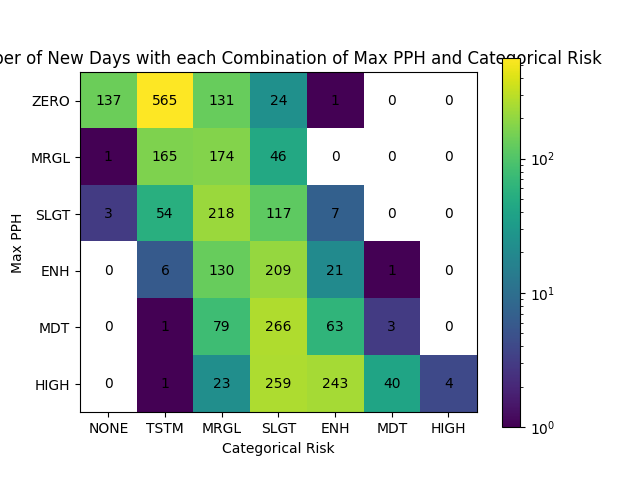 of New Days with each Combination of Max PPH and Categorical Risk
ZERO 137 565 131 24 1 0 0
MRGL 1 165 174 46 0 0 0
SLGT 3 54 218 117 7 0 0
ENH 0 6 130 209 21 1 0
MDT 0 1 79 266 63 3 0
HIGH 0 1 23 259 243 40 4
NONE TSTM MRGL SLGT ENH MDT HIGH
Categorical Risk
Max PPH
10²
10¹
10⁰